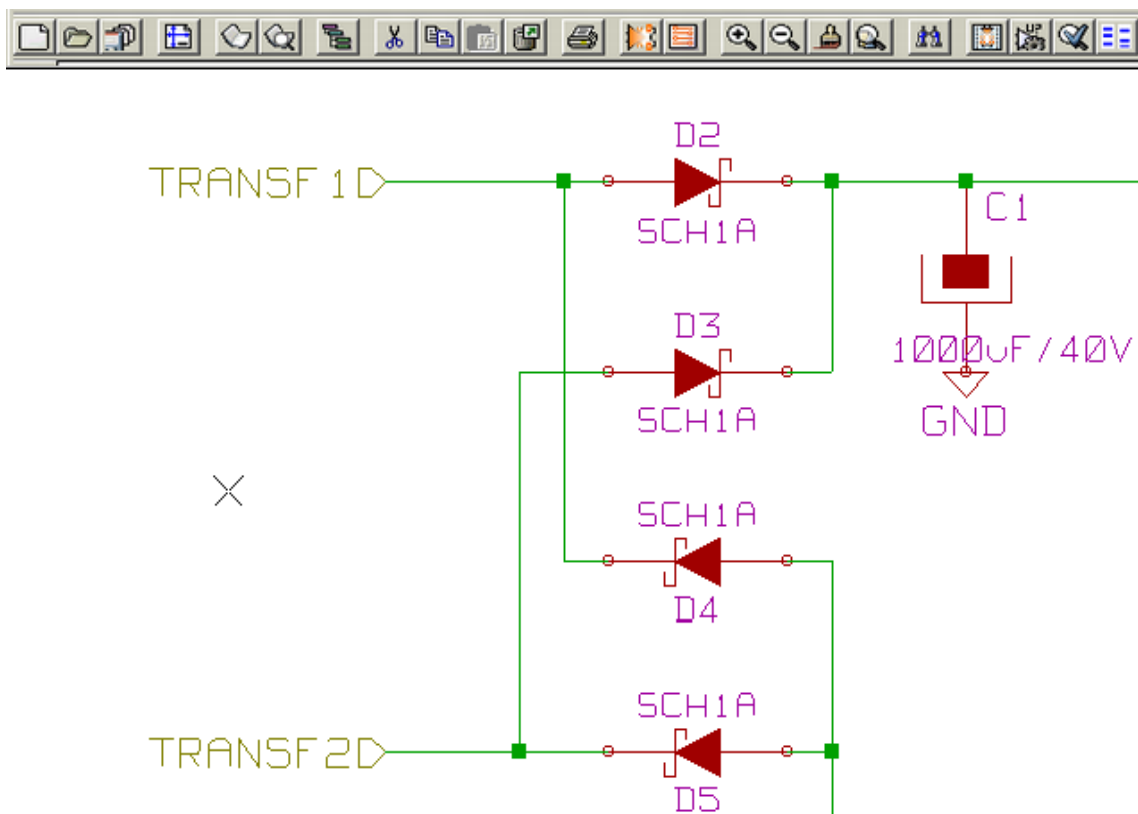 D2
TRANSF1
SCH1A
C1
D3
1000uF/40V
SCH1A
GND
SCH1A
D4
SCH1A
TRANSF2
D5